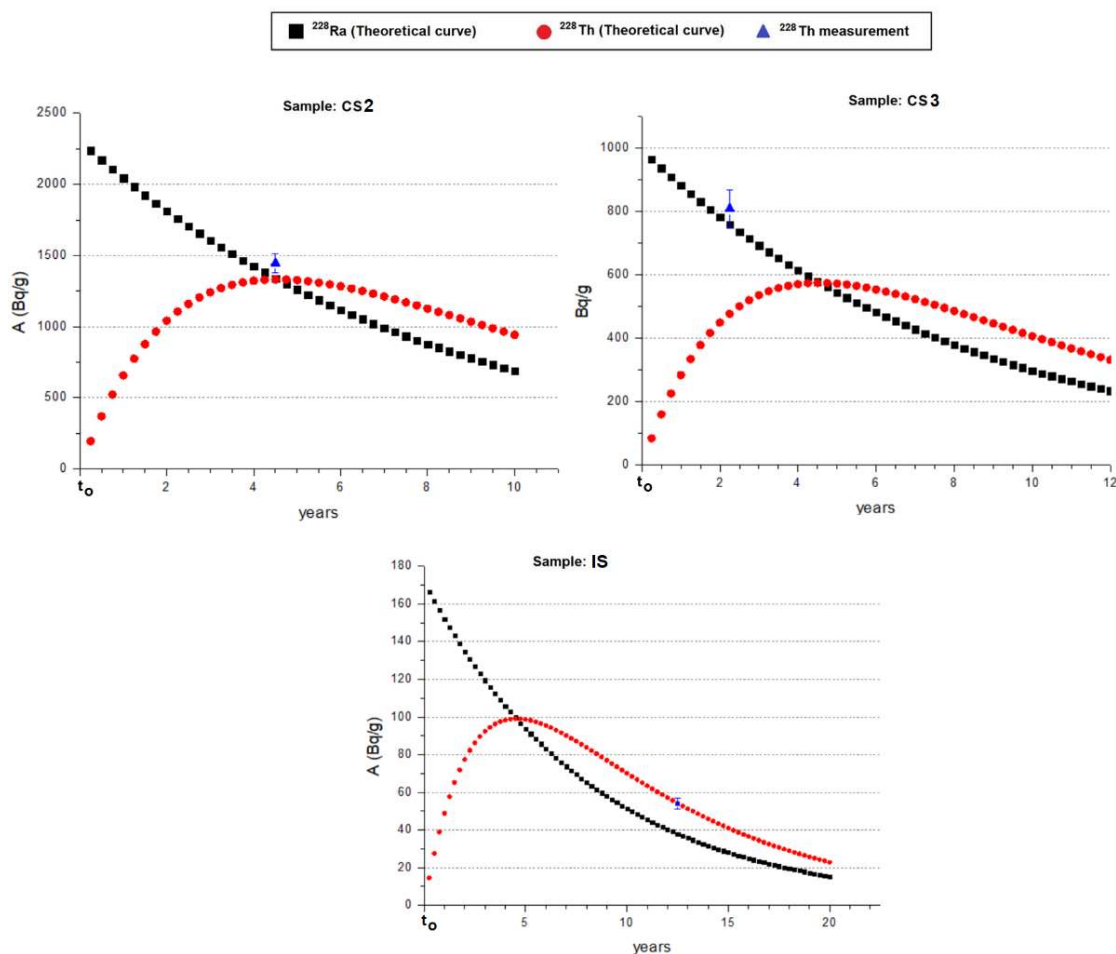 ²²⁸Ra (Theoretical curve) ²²⁸Th (Theoretical curve) ²²⁸Th measurement
Sample: CS2
2500
2000
1500
1000
500
0
A (Bq/g)
t₀ 2 4 6 8 10
years
Sample: CS3
1000
800
600
400
200
0
Bq/g
t₀ 2 4 6 8 10 12
years
Sample: IS
180
160
140
120
100
80
60
40
20
0
A (Bq/g)
t₀ 5 10 15 20
years